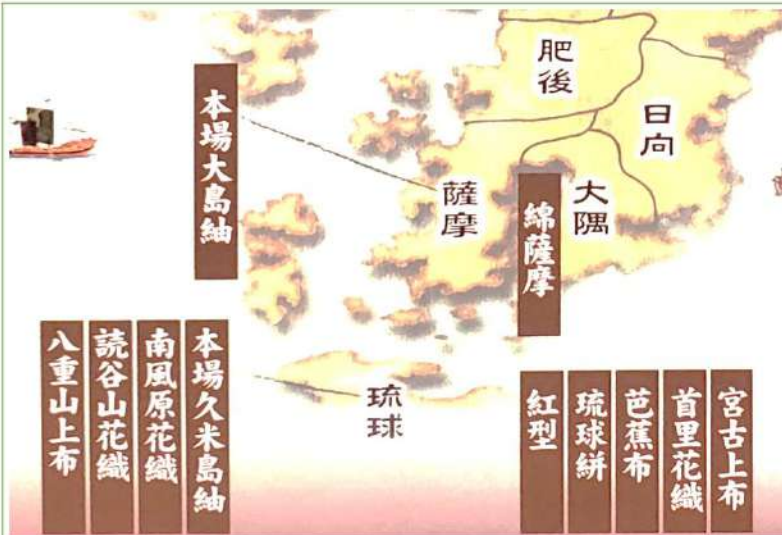 肥後
日向
本場大島紬
薩摩
大隅
綿薩摩
琉球
宮古上布
首里花織
芭蕉布
琉球絣
紅型
本場久米島紬
南風原花織
読谷山花織
八重山上布